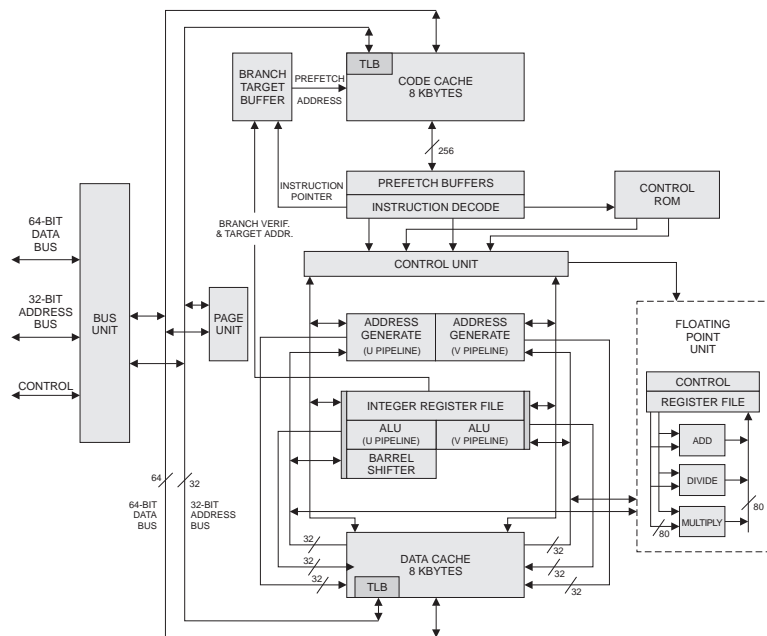 TLB
CODE CACHE
8 KBYTES
BRANCH
TARGET
BUFFER
PREFETCH
ADDRESS
256
INSTRUCTION
POINTER
PREFETCH BUFFERS
INSTRUCTION DECODE
CONTROL
ROM
BRANCH VERIF.
& TARGET ADDR.
CONTROL UNIT
64-BIT
DATA
BUS
32-BIT
ADDRESS
BUS
CONTROL
BUS
UNIT
PAGE
UNIT
ADDRESS
GENERATE
(U PIPELINE)
ADDRESS
GENERATE
(V PIPELINE)
FLOATING
POINT
UNIT
CONTROL
REGISTER FILE
ADD
DIVIDE
MULTIPLY
80
80
INTEGER REGISTER FILE
ALU
(U PIPELINE)
ALU
(V PIPELINE)
BARREL
SHIFTER
64
32
64-BIT
DATA
BUS
32-BIT
ADDRESS
BUS
32
32
32
32
32
32
DATA CACHE
8 KBYTES
TLB